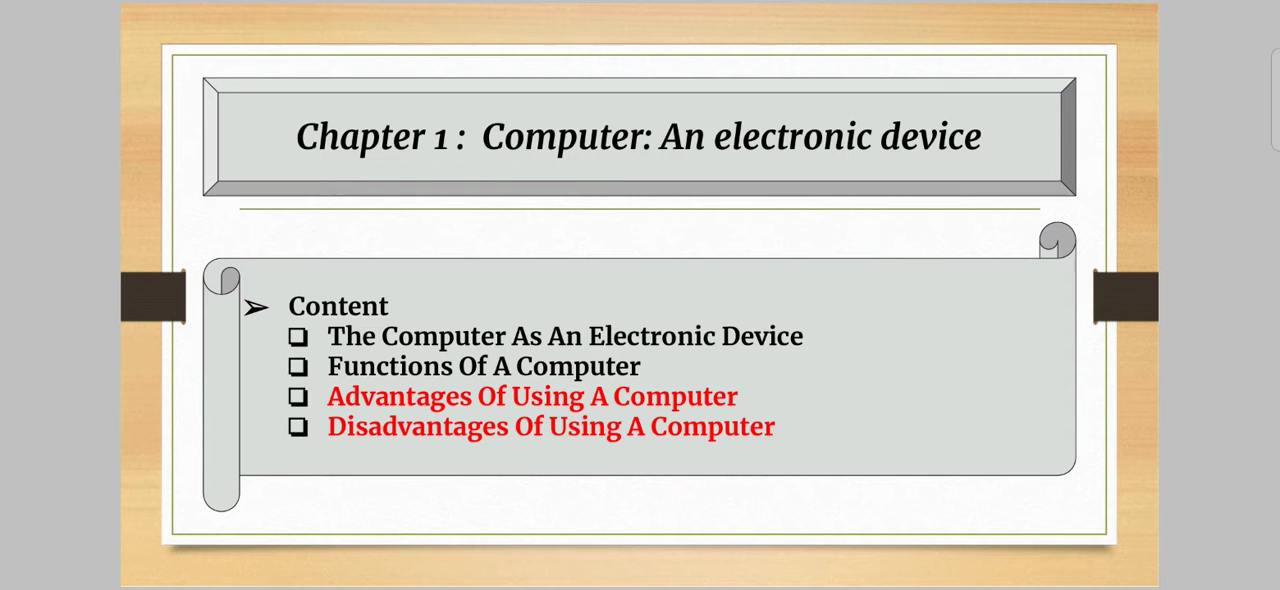 Chapter 1 :  Computer: An electronic device
➢ Content
❑ The Computer As An Electronic Device
❑ Functions Of A Computer
❑ Advantages Of Using A Computer
❑ Disadvantages Of Using A Computer